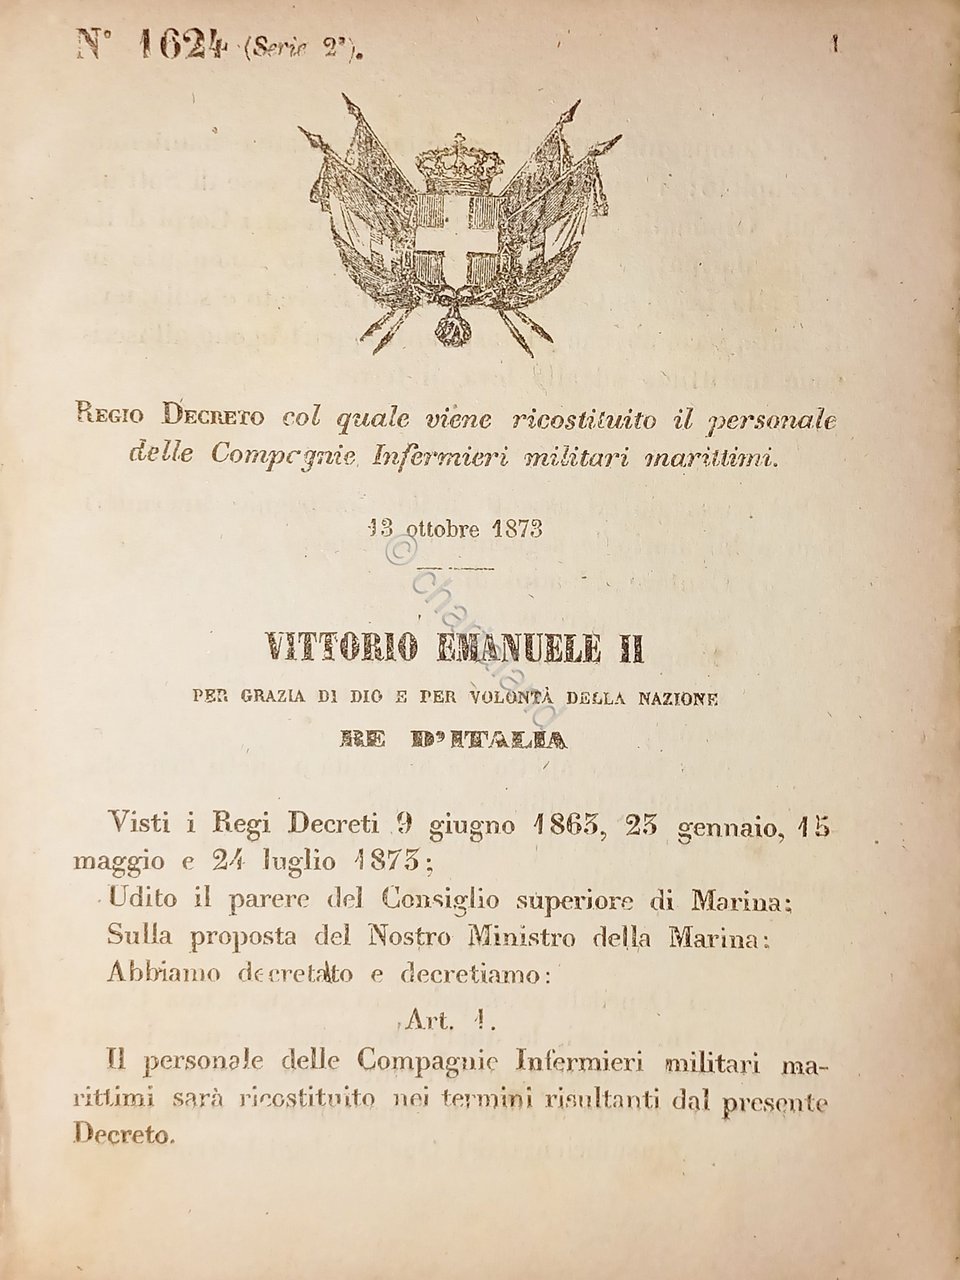 N° 1624 (Serie 2ª).
1
REGIO DECRETO col quale viene ricostituito il personale
delle Compagnie Infermieri militari marittimi.
13 ottobre 1873
VITTORIO EMANUELE II
PER GRAZIA DI DIO E PER VOLONTÀ DELLA NAZIONE
RE D'ITALIA
Visti i Regi Decreti 9 giugno 1863, 23 gennaio, 15
maggio e 24 luglio 1873;
Udito il parere del Consiglio superiore di Marina;
Sulla proposta del Nostro Ministro della Marina:
Abbiamo decretato e decretiamo:
Art. 1.
Il personale delle Compagnie Infermieri militari ma-
rittimi sarà ricostituito nei termini risultanti dal presente
Decreto.
© chartaland